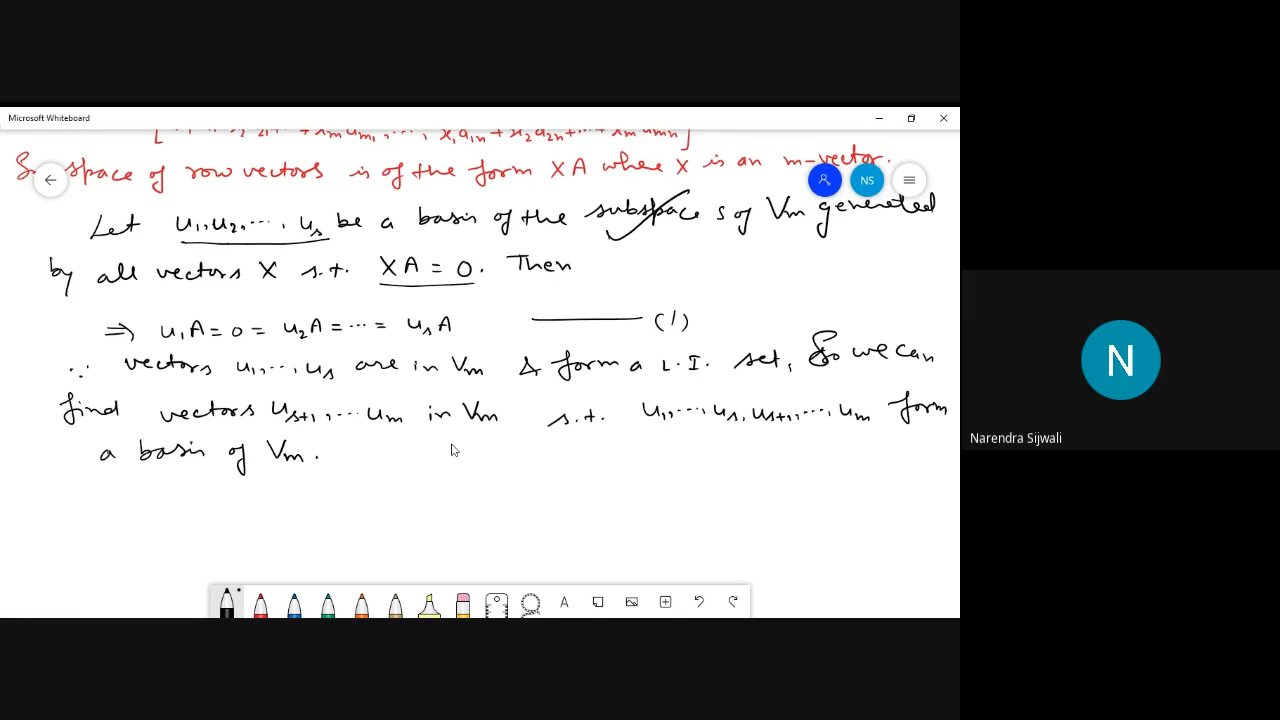 Microsoft Whiteboard
So space of row vectors is of the form XA where X is an m-vector.
NS
Let u1, u2, ..., us be a basis of the subspace S of Vm generated
by all vectors X s.t. XA = 0. Then
⇒ u1A = 0 = u2A = ... = usA ——— (1)
∵ vectors u1, ..., us are in Vm & form a L.I. set, So we can
find vectors us+1, ... um in Vm s.t. u1, ..., us, us+1, ..., um form
a basis of Vm.
N
Narendra Sijwali